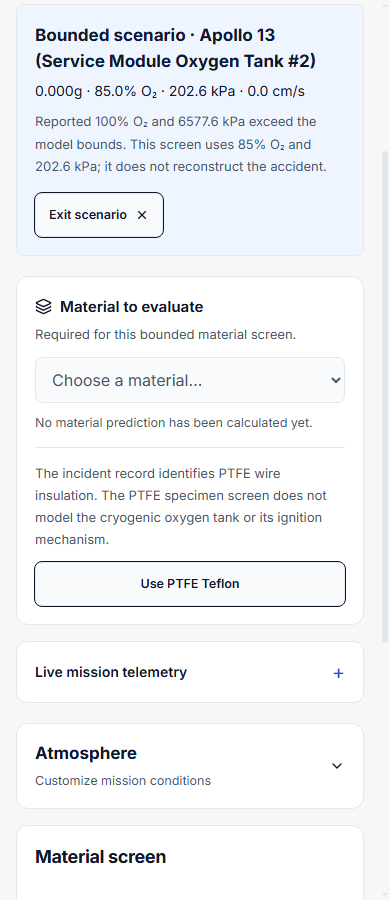 Bounded scenario · Apollo 13
(Service Module Oxygen Tank #2)
0.000g · 85.0% O₂ · 202.6 kPa · 0.0 cm/s
Reported 100% O₂ and 6577.6 kPa exceed the
model bounds. This screen uses 85% O₂ and
202.6 kPa; it does not reconstruct the accident.
Exit scenario ✕
Material to evaluate
Required for this bounded material screen.
Choose a material...
No material prediction has been calculated yet.
The incident record identifies PTFE wire
insulation. The PTFE specimen screen does not
model the cryogenic oxygen tank or its ignition
mechanism.
Use PTFE Teflon
Live mission telemetry +
Atmosphere
Customize mission conditions
Material screen